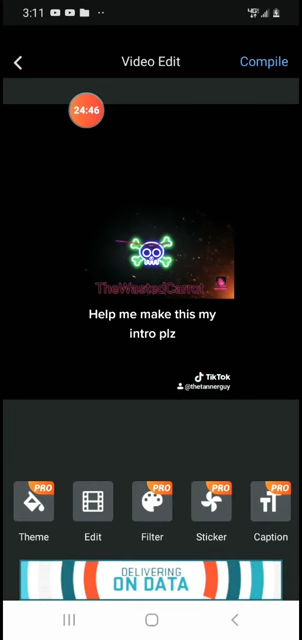 3:11
Video Edit
Compile
24:46
TheWastedCarrot
Help me make this my
intro plz
TikTok
@thetannerguy
PRO
PRO
PRO
PRO
Theme
Edit
Filter
Sticker
Caption
DELIVERING
ON DATA